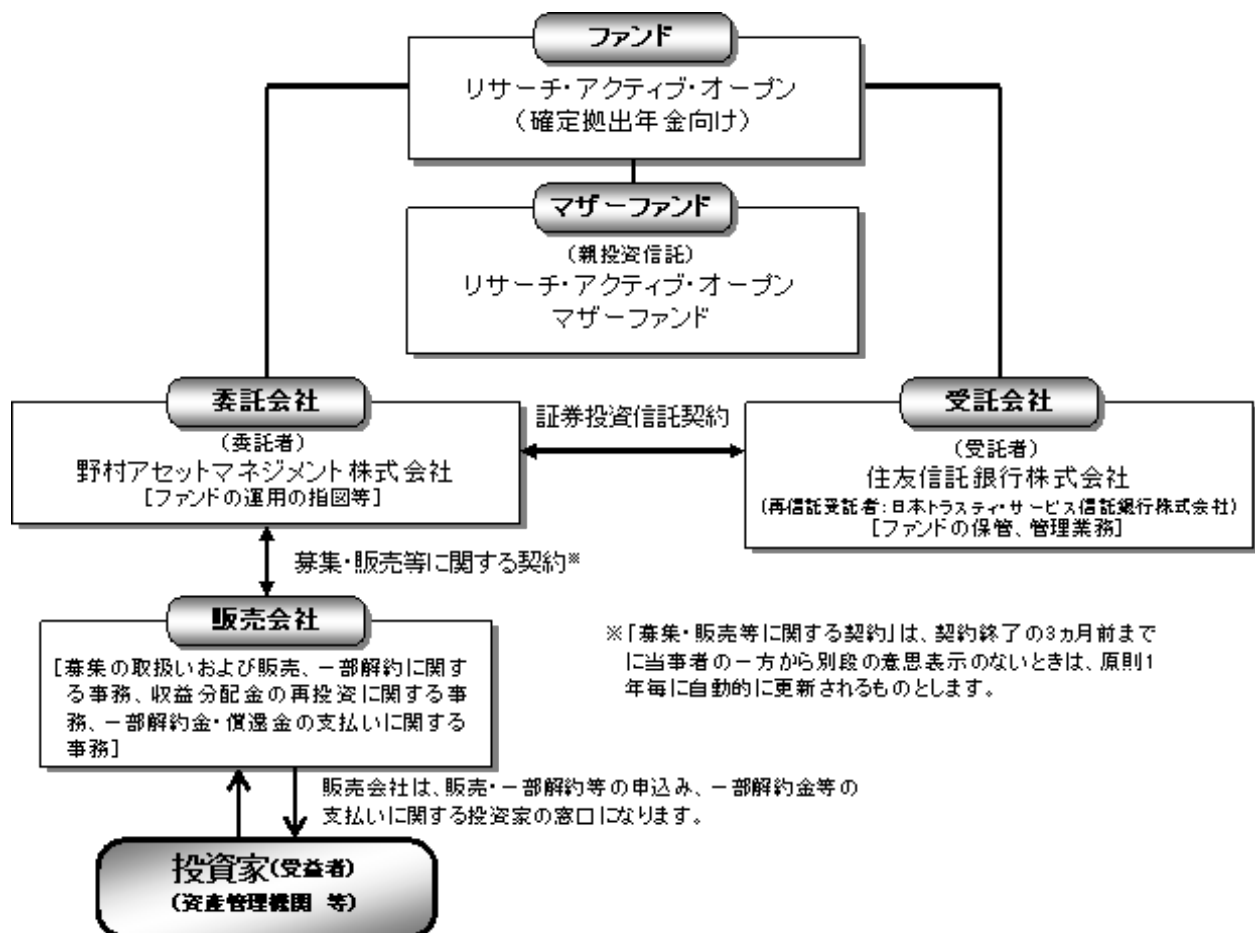 ファンド
リサーチ・アクティブ・オープン
（確定拠出年金向け）
マザーファンド
（親投資信託）
リサーチ・アクティブ・オープン
マザーファンド
委託会社
（委託者）
野村アセットマネジメント株式会社
[ファンドの運用の指図等]
証券投資信託契約
受託会社
（受託者）
住友信託銀行株式会社
（再信託受託者：日本トラスティ・サービス信託銀行株式会社）
[ファンドの保管、管理業務]
募集・販売等に関する契約※
販売会社
[募集の取扱いおよび販売、一部解約に関す
る事務、収益分配金の再投資に関する事
務、一部解約金・償還金の支払いに関する
事務]
※「募集・販売等に関する契約」は、契約終了の3ヵ月前まで
に当事者の一方から別段の意思表示のないときは、原則1
年毎に自動的に更新されるものとします。
販売会社は、販売・一部解約等の申込み、一部解約金等の
支払いに関する投資家の窓口になります。
投資家（受益者）
（資産管理機関 等）